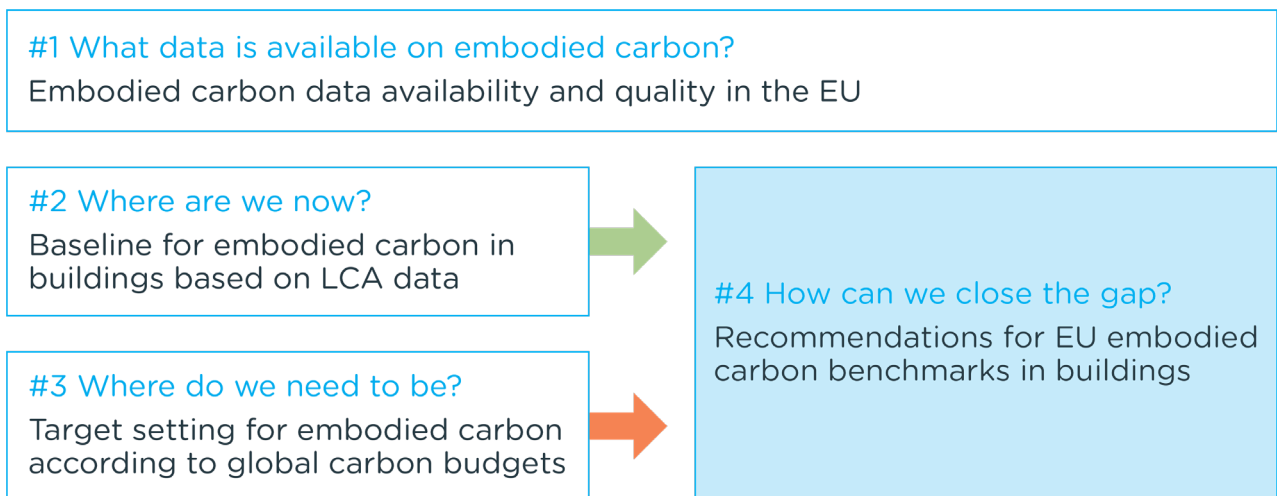 #1 What data is available on embodied carbon?
Embodied carbon data availability and quality in the EU
#2 Where are we now?
Baseline for embodied carbon in
buildings based on LCA data
#3 Where do we need to be?
Target setting for embodied carbon
according to global carbon budgets
#4 How can we close the gap?
Recommendations for EU embodied
carbon benchmarks in buildings